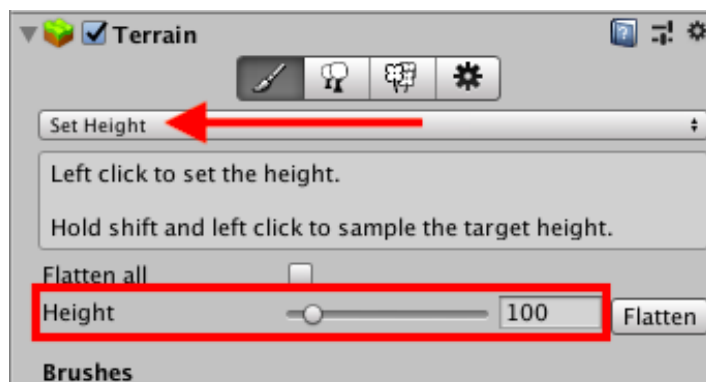 Terrain
Set Height
Left click to set the height.
Hold shift and left click to sample the target height.
Flatten all
Height 100 Flatten
Brushes